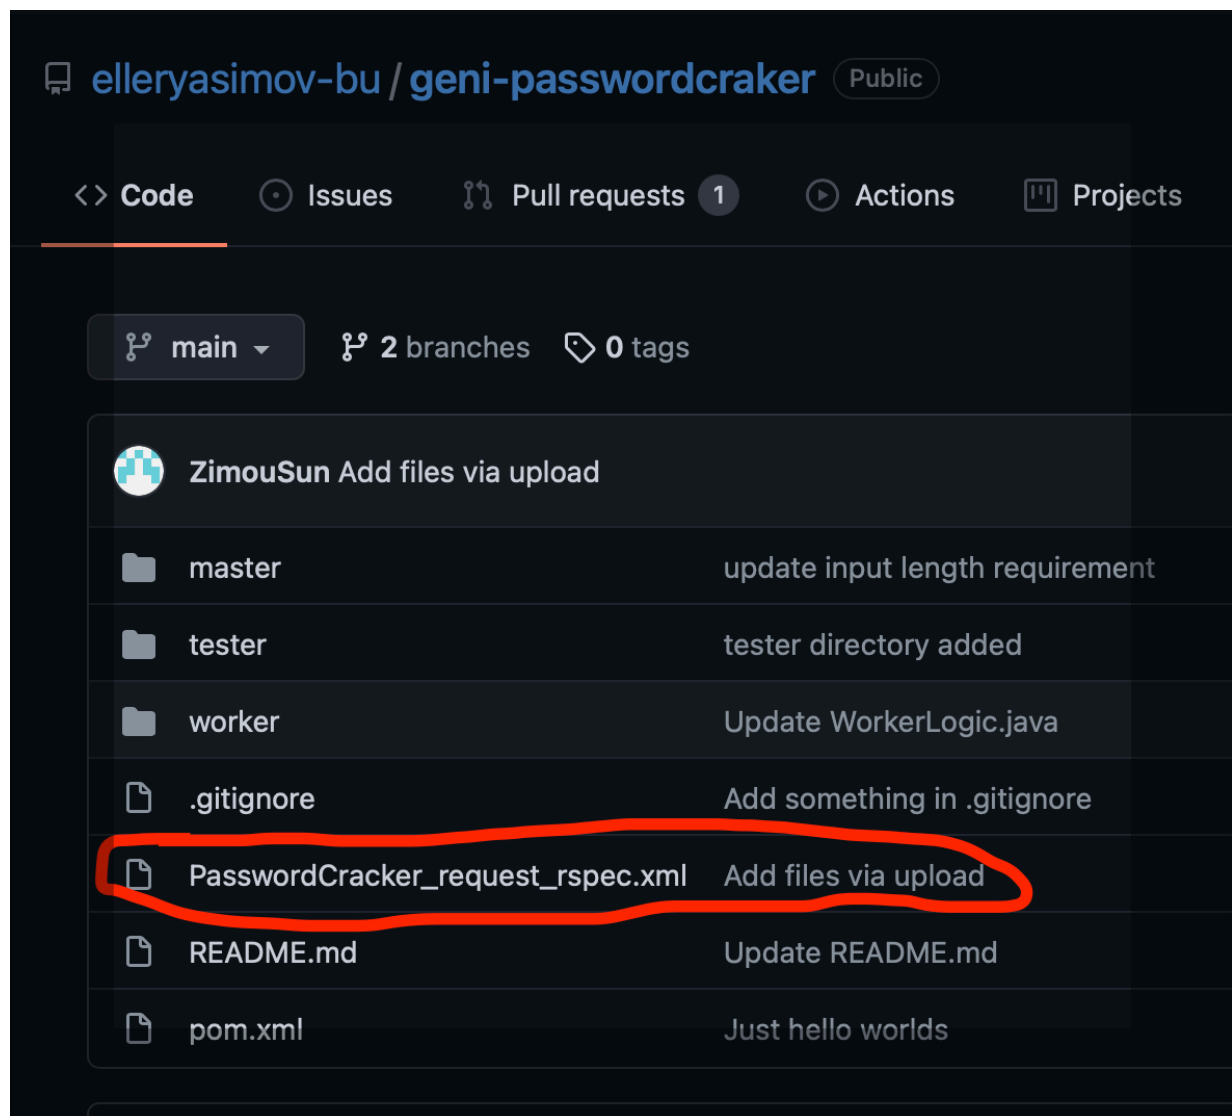 elleryasimov-bu / geni-passwordcraker Public
Code Issues Pull requests 1 Actions Projects
main 2 branches 0 tags
ZimouSun Add files via upload
master update input length requirement
tester tester directory added
worker Update WorkerLogic.java
.gitignore Add something in .gitignore
PasswordCracker_request_rspec.xml Add files via upload
README.md Update README.md
pom.xml Just hello worlds